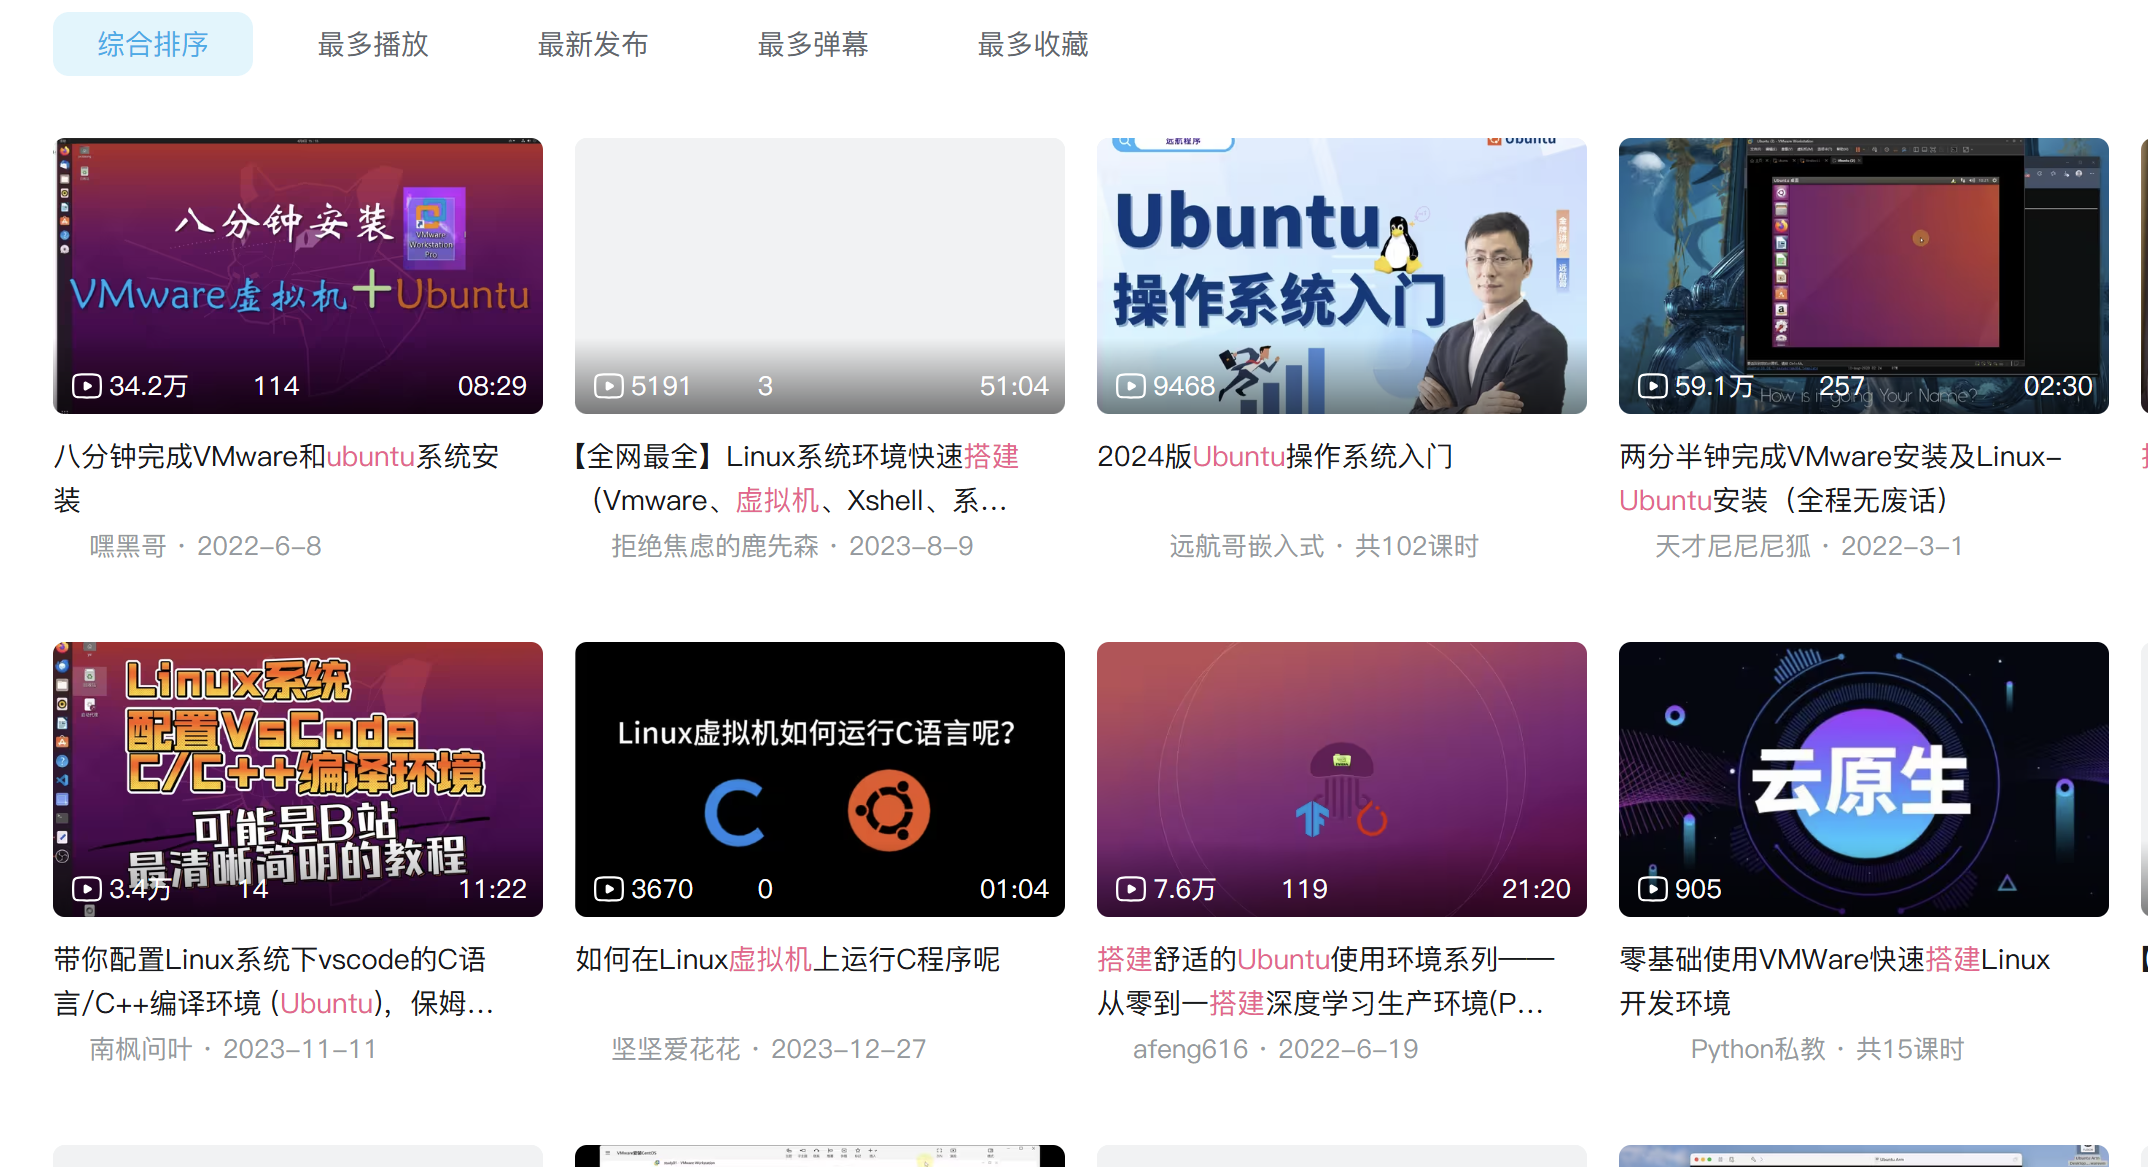 综合排序 最多播放 最新发布 最多弹幕 最多收藏
八分钟安装
VMware
Workstation
Pro
VMware虚拟机+Ubuntu
34.2万 114 08:29
5191 3 51:04
远航程序
Ubuntu
Ubuntu
操作系统入门
金牌讲师
远航哥
9468
How is it going Your Name?
59.1万 257 02:30
八分钟完成VMware和ubuntu系统安
装
嘿黑哥 · 2022-6-8
【全网最全】Linux系统环境快速搭建
（Vmware、虚拟机、Xshell、系...
拒绝焦虑的鹿先森 · 2023-8-9
2024版Ubuntu操作系统入门
远航哥嵌入式 · 共102课时
两分半钟完成VMware安装及Linux-
Ubuntu安装（全程无废话）
天才尼尼尼狐 · 2022-3-1
Linux系统
配置VsCode
C/C++编译环境
可能是B站
最清晰简明的教程
3.4万 14 11:22
Linux虚拟机如何运行C语言呢？
3670 0 01:04
7.6万 119 21:20
云原生
905
带你配置Linux系统下vscode的C语
言/C++编译环境 (Ubuntu)，保姆...
南枫问叶 · 2023-11-11
如何在Linux虚拟机上运行C程序呢
坚坚爱花花 · 2023-12-27
搭建舒适的Ubuntu使用环境系列——
从零到一搭建深度学习生产环境(P...
afeng616 · 2022-6-19
零基础使用VMWare快速搭建Linux
开发环境
Python私教 · 共15课时